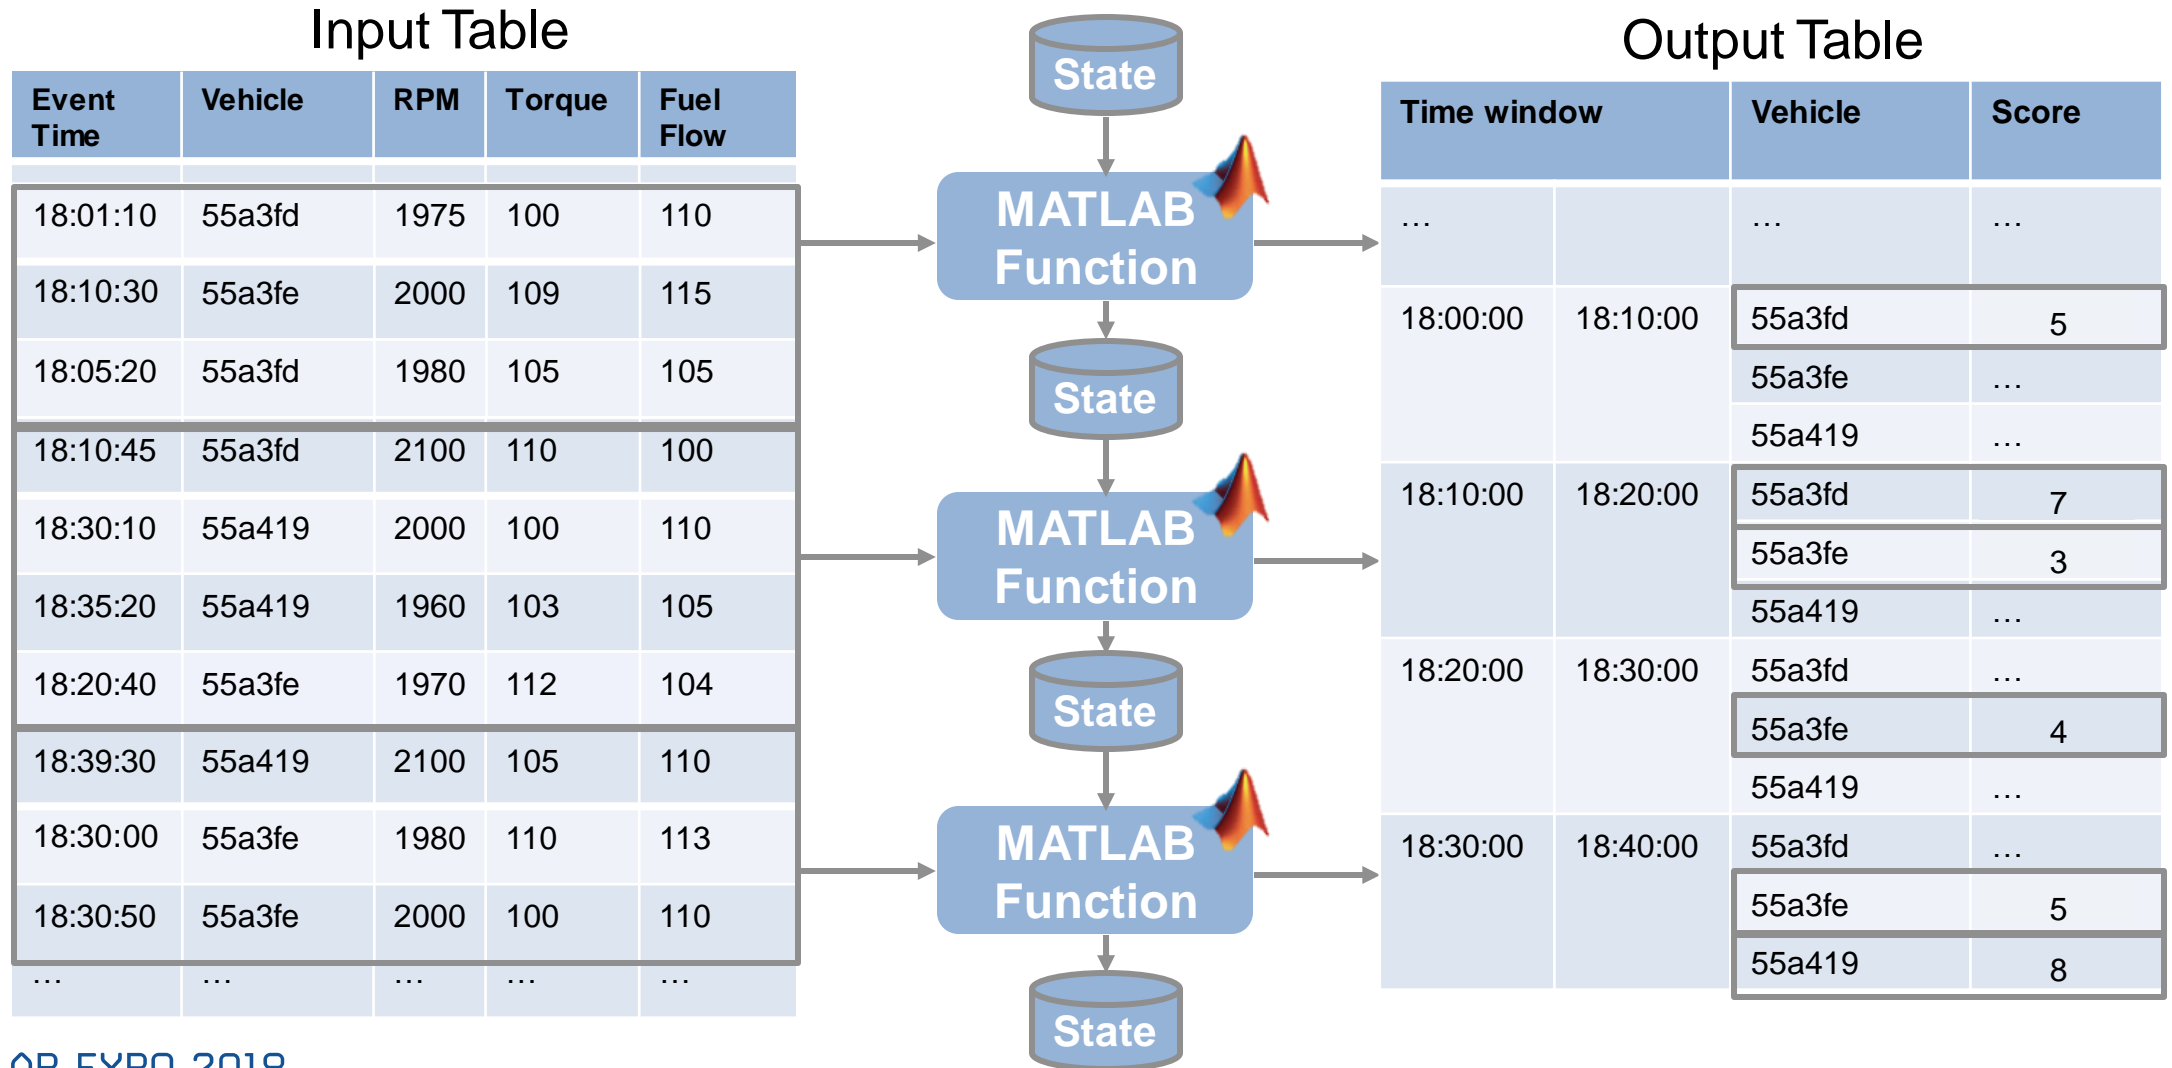 Input Table
Event Time Vehicle RPM Torque Fuel Flow
18:01:10 55a3fd 1975 100 110
18:10:30 55a3fe 2000 109 115
18:05:20 55a3fd 1980 105 105
18:10:45 55a3fd 2100 110 100
18:30:10 55a419 2000 100 110
18:35:20 55a419 1960 103 105
18:20:40 55a3fe 1970 112 104
18:39:30 55a419 2100 105 110
18:30:00 55a3fe 1980 110 113
18:30:50 55a3fe 2000 100 110
… … … … …
State
MATLAB
Function
State
MATLAB
Function
State
MATLAB
Function
State
Output Table
Time window Vehicle Score
… … …
18:00:00 18:10:00 55a3fd 5
55a3fe …
55a419 …
18:10:00 18:20:00 55a3fd 7
55a3fe 3
55a419 …
18:20:00 18:30:00 55a3fd …
55a3fe 4
55a419 …
18:30:00 18:40:00 55a3fd …
55a3fe 5
55a419 8
EXPO